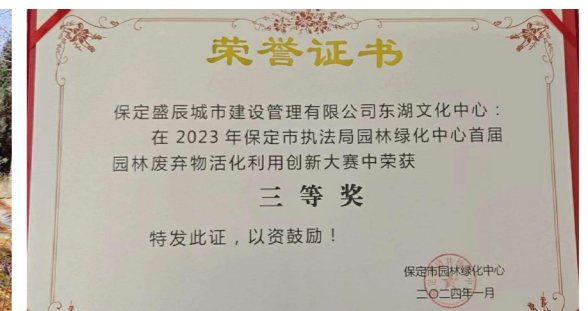 荣誉证书
保定盛辰城市建设管理有限公司东湖文化中心：
在 2023 年保定市执法局园林绿化中心首届
园林废弃物活化利用创新大赛中荣获
三等奖
特发此证，以资鼓励！
保定市园林绿化中心
二〇二四年一月